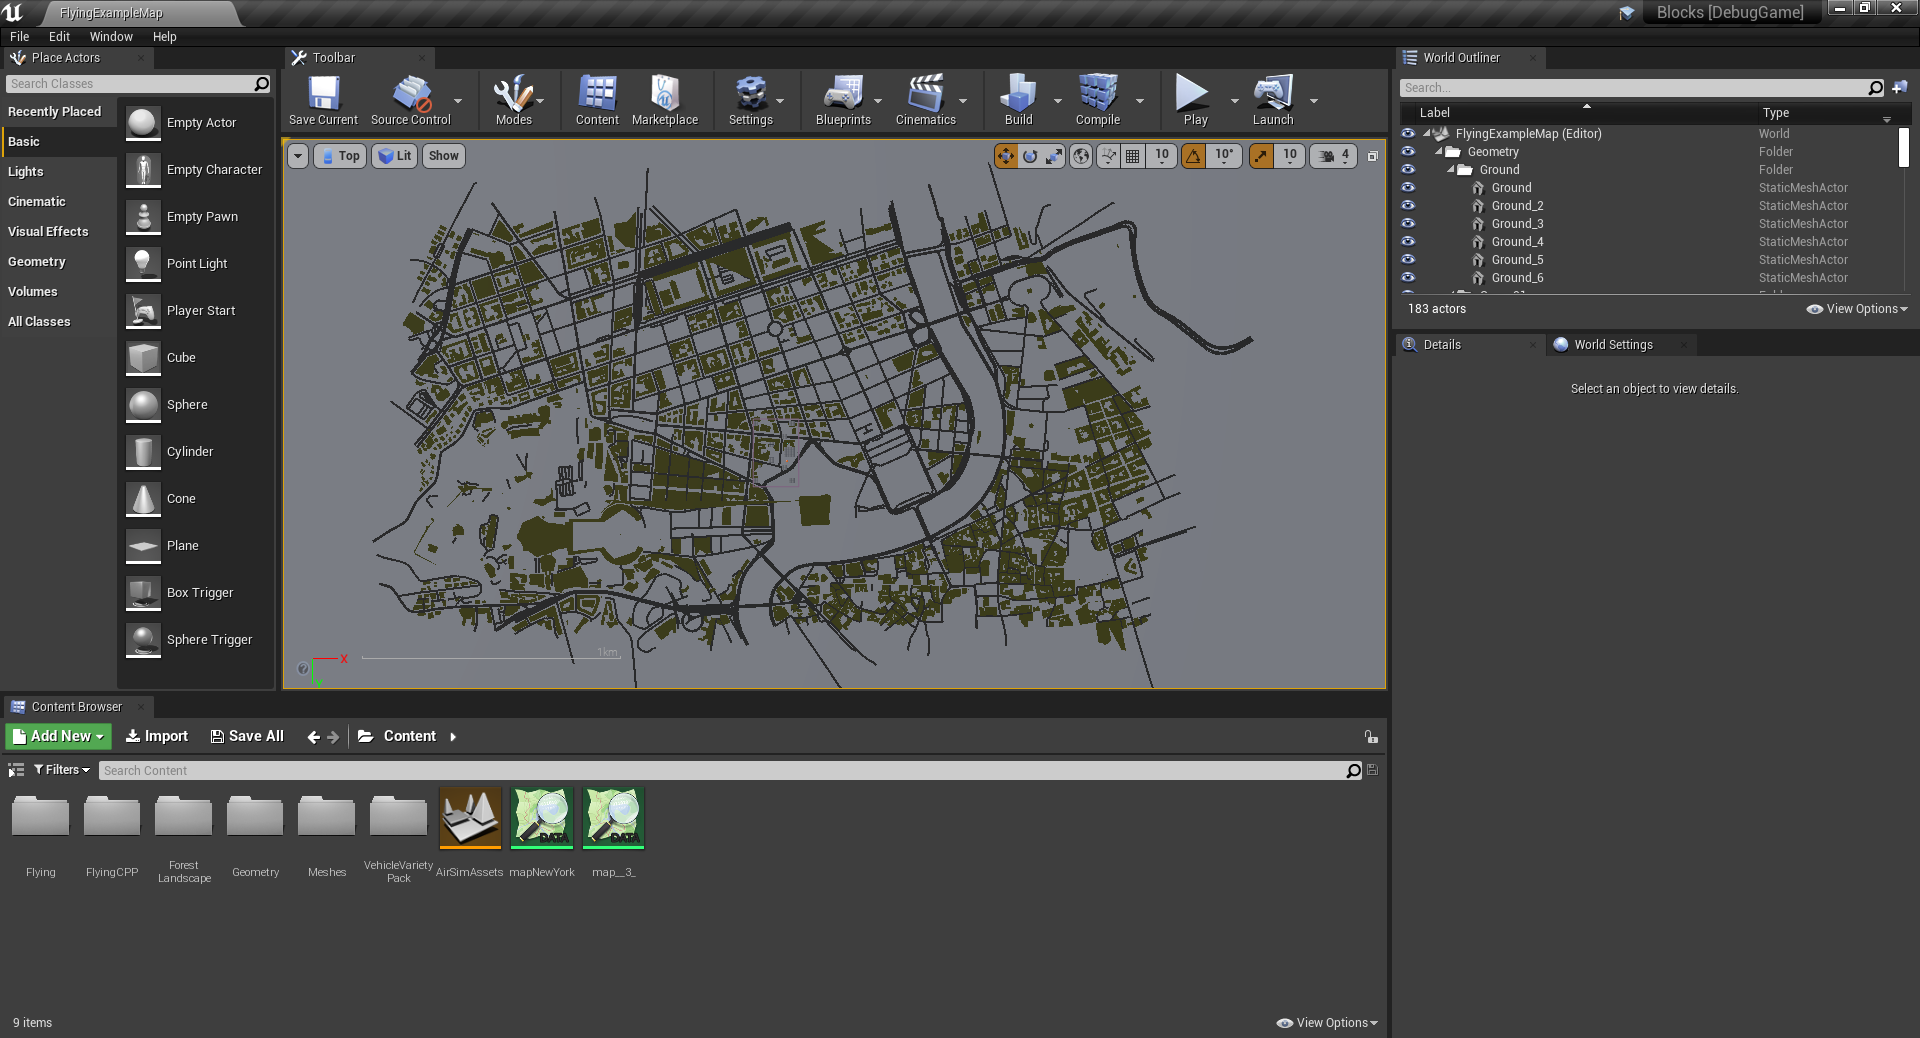 FlyingExampleMap
Blocks [DebugGame]
File Edit Window Help
Place Actors
Search Classes
Recently Placed
Basic
Lights
Cinematic
Visual Effects
Geometry
Volumes
All Classes
Empty Actor
Empty Character
Empty Pawn
Point Light
Player Start
Cube
Sphere
Cylinder
Cone
Plane
Box Trigger
Sphere Trigger
Toolbar
Save Current
Source Control
Modes
Content
Marketplace
Settings
Blueprints
Cinematics
Build
Compile
Play
Launch
Top
Lit
Show
10
10°
10
4
1km
X
Y
World Outliner
Search...
Label Type
FlyingExampleMap (Editor) World
Geometry Folder
Ground Folder
Ground StaticMeshActor
Ground_2 StaticMeshActor
Ground_3 StaticMeshActor
Ground_4 StaticMeshActor
Ground_5 StaticMeshActor
Ground_6 StaticMeshActor
183 actors
View Options
Details
World Settings
Select an object to view details.
Content Browser
Add New
Import
Save All
Content
Filters
Search Content
Flying
FlyingCPP
Forest
Landscape
Geometry
Meshes
VehicleVariety
Pack
AirSimAssets
DATA
mapNewYork
DATA
map__3_
9 items
View Options